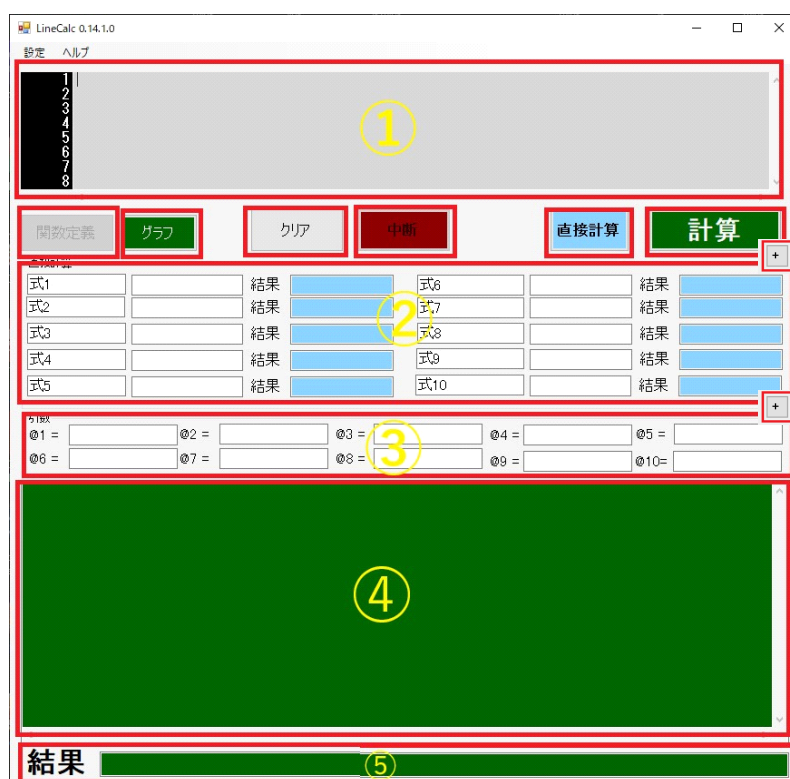 LineCalc 0.14.1.0
設定 ヘルプ
1
2
3
4
5
6
7
8
①
関数定義 グラフ クリア 中断 直接計算 計算
+
直接計算
式1 結果 式6 結果
式2 結果 式7 結果
②
式3 結果 式8 結果
式4 結果 式9 結果
式5 結果 式10 結果
+
引数
@1 = @2 = @3 = @4 = @5 =
③
@6 = @7 = @8 = @9 = @10=
④
結果 ⑤